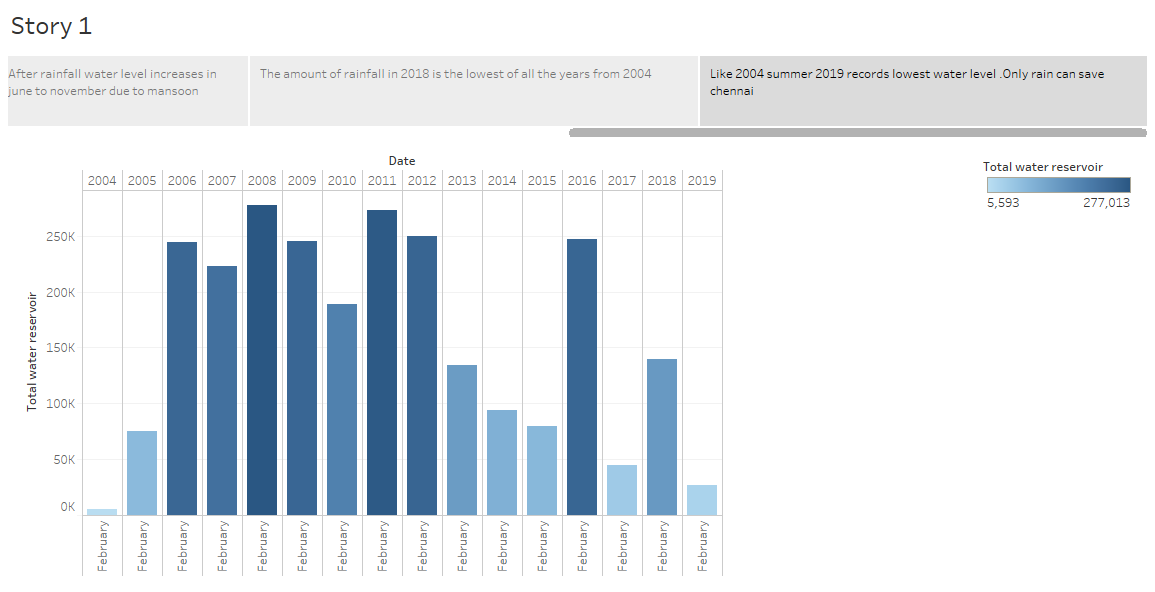 Story 1
After rainfall water level increases in
june to november due to mansoon
The amount of rainfall in 2018 is the lowest of all the years from 2004
Like 2004 summer 2019 records lowest water level .Only rain can save
chennai
Date
2004 2005 2006 2007 2008 2009 2010 2011 2012 2013 2014 2015 2016 2017 2018 2019
Total water reservoir
250K
200K
150K
100K
50K
0K
February February February February February February February February February February February February February February February February
Total water reservoir
5,593 277,013